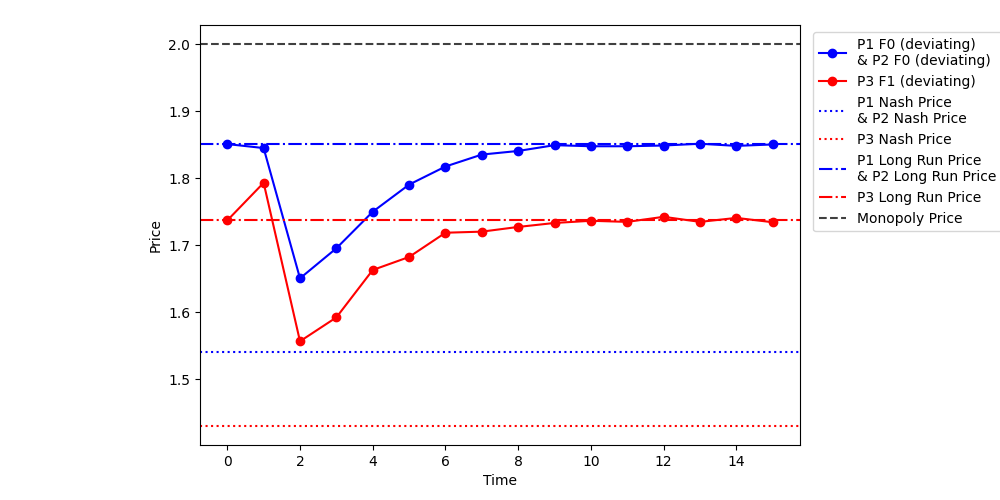 2.0
1.9
1.8
1.7
1.6
1.5
Price
0 2 4 6 8 10 12 14
Time
P1 F0 (deviating)
& P2 F0 (deviating)
P3 F1 (deviating)
P1 Nash Price
& P2 Nash Price
P3 Nash Price
P1 Long Run Price
& P2 Long Run Price
P3 Long Run Price
Monopoly Price